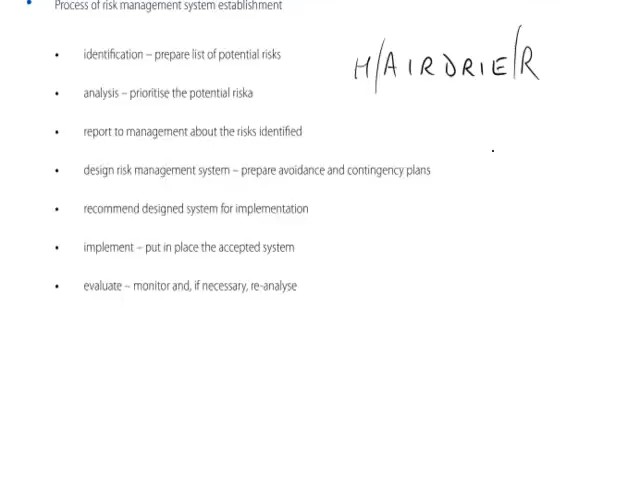 Process of risk management system establishment
identification – prepare list of potential risks
H/AIRDRIE/R
analysis – prioritise the potential riska
report to management about the risks identified
design risk management system – prepare avoidance and contingency plans
recommend designed system for implementation
implement – put in place the accepted system
evaluate – monitor and, if necessary, re-analyse